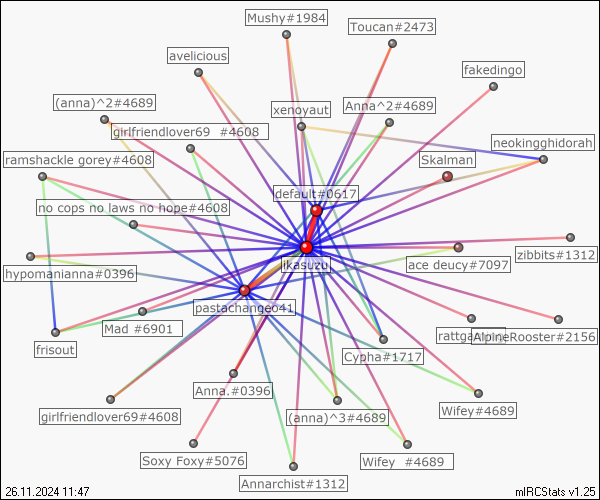 Mushy#1984
Toucan#2473
avelicious
fakedingo
(anna)^2#4689
xenoyaut
Anna^2#4689
girlfriendlover69 #4608
neokingghidorah
ramshackle gorey#4608
Skalman
default#0617
no cops no laws no hope#4608
zibbits#1312
likasuzu
ace deucy#7097
hypomanianna#0396
pastachangeo41
Mad #6901
AlpineRooster#2156
frisout
Cypha#1717
Anna.#0396
girlfriendlover69#4608
(anna)^3#4689
Wifey#4689
Soxy Foxy#5076
Wifey #4689
Annarchist#1312
26.11.2024 11:47
mIRCStats v1.25